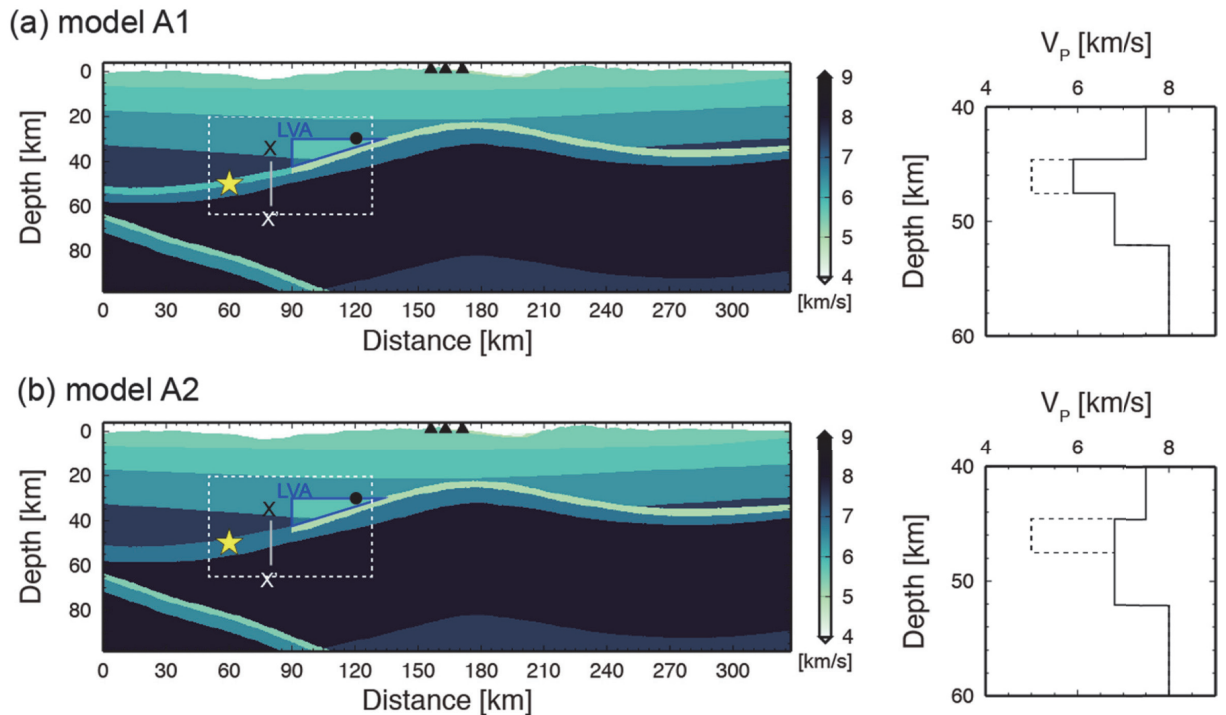 (a) model A1
V_P [km/s]
4 6 8
40
50
60
Depth [km]
0
20
40
60
80
Depth [km]
LVA
X
X'
9
8
7
6
5
4
[km/s]
0 30 60 90 120 150 180 210 240 270 300
Distance [km]
(b) model A2
V_P [km/s]
4 6 8
40
50
60
Depth [km]
0
20
40
60
80
Depth [km]
LVA
X
X'
9
8
7
6
5
4
[km/s]
0 30 60 90 120 150 180 210 240 270 300
Distance [km]